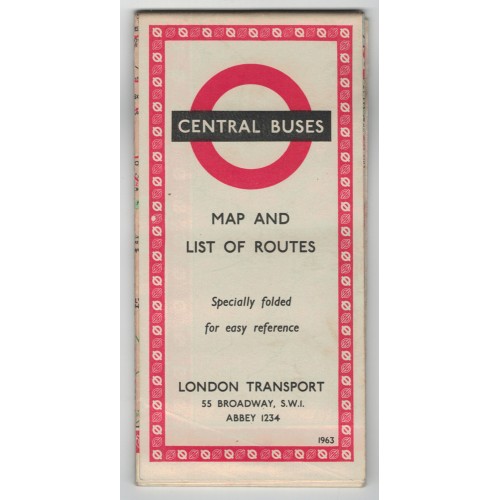 CENTRAL BUSES
MAP AND
LIST OF ROUTES
Specially folded
for easy reference
LONDON TRANSPORT
55 BROADWAY, S.W.I.
ABBEY 1234
1963